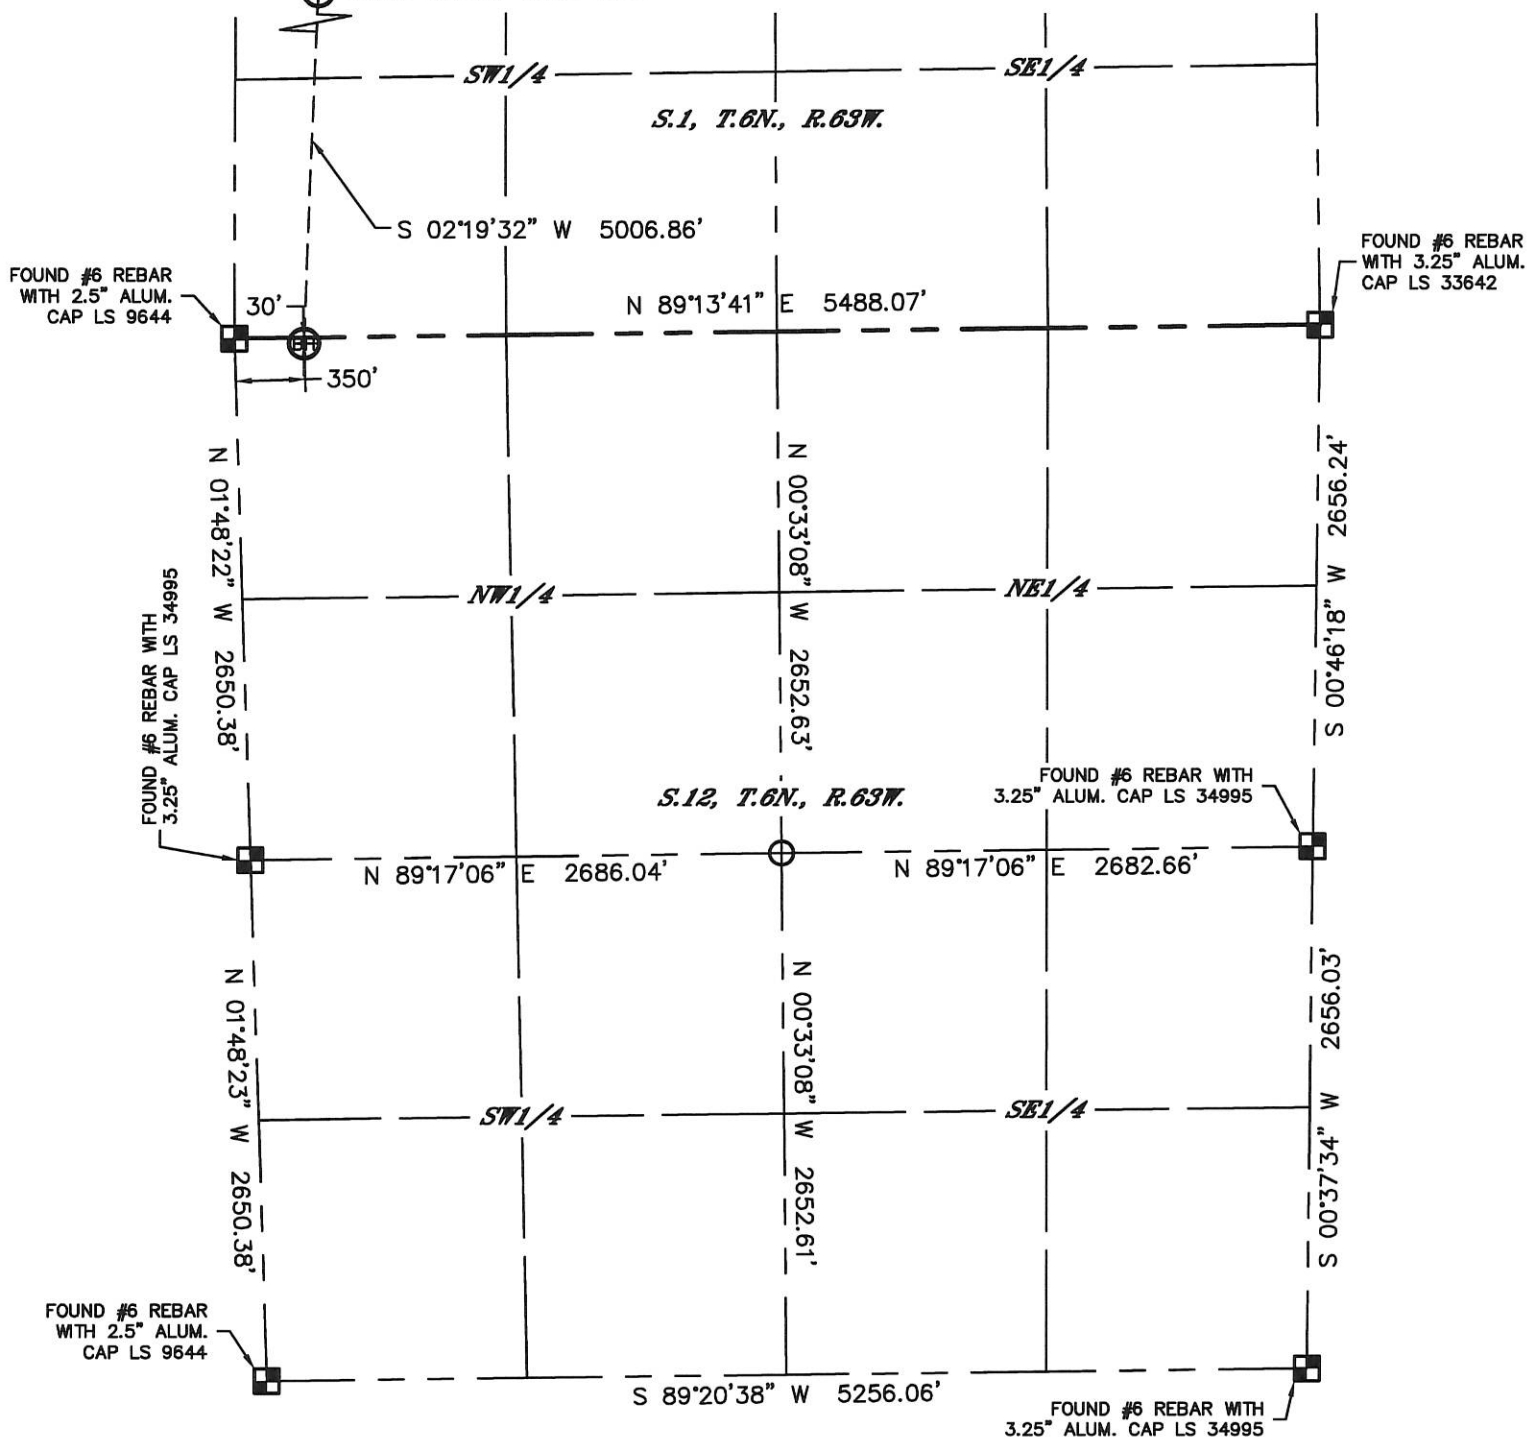 SW1/4
SE1/4
S.1, T.6N., R.63W.
S 02°19'32" W 5006.86'
FOUND #6 REBAR
WITH 2.5" ALUM.
CAP LS 9644
30'
N 89°13'41" E 5488.07'
FOUND #6 REBAR
WITH 3.25" ALUM.
CAP LS 33642
BH
350'
N 01°48'22" W 2650.38'
N 00°33'08" W 2652.63'
S 00°46'18" W 2656.24'
NW1/4
NE1/4
FOUND #6 REBAR WITH
3.25" ALUM. CAP LS 34995
S.12, T.6N., R.63W.
FOUND #6 REBAR WITH
3.25" ALUM. CAP LS 34995
N 89°17'06" E 2686.04'
N 89°17'06" E 2682.66'
N 01°48'23" W 2650.38'
N 00°33'08" W 2652.61'
S 00°37'34" W 2656.03'
SW1/4
SE1/4
FOUND #6 REBAR
WITH 2.5" ALUM.
CAP LS 9644
S 89°20'38" W 5256.06'
FOUND #6 REBAR WITH
3.25" ALUM. CAP LS 34995